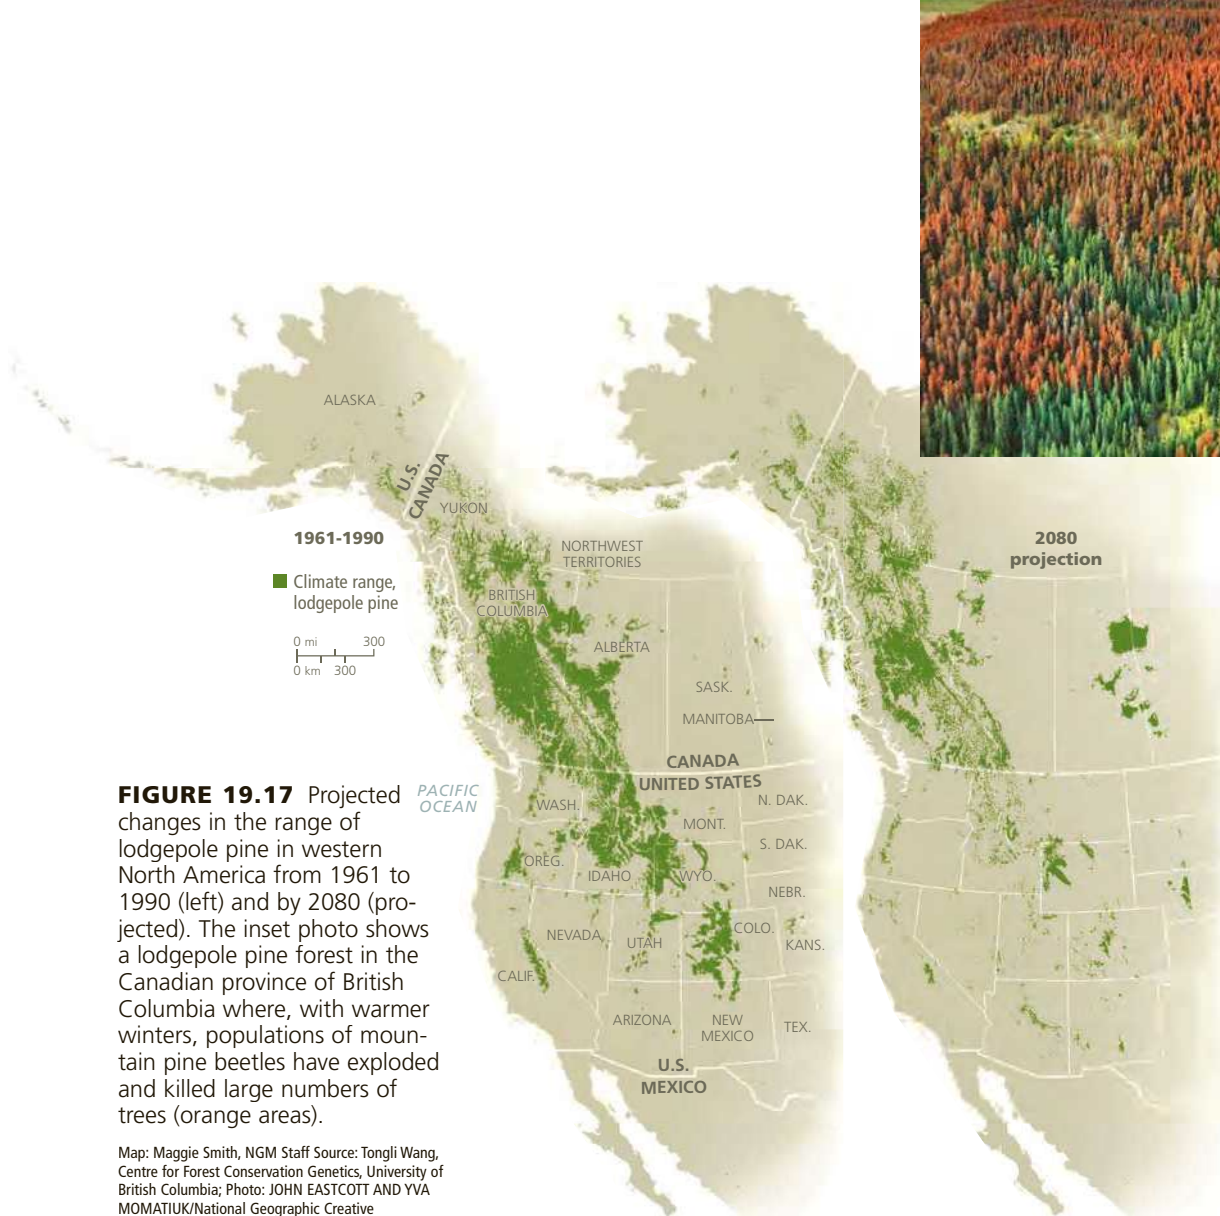 ALASKA
U.S.
CANADA
YUKON
1961-1990
NORTHWEST
TERRITORIES
2080
projection
Climate range,
lodgepole pine
BRITISH
COLUMBIA
0 mi 300
0 km 300
ALBERTA
SASK.
MANITOBA
CANADA
UNITED STATES
FIGURE 19.17 Projected
changes in the range of
lodgepole pine in western
North America from 1961 to
1990 (left) and by 2080 (pro-
jected). The inset photo shows
a lodgepole pine forest in the
Canadian province of British
Columbia where, with warmer
winters, populations of moun-
tain pine beetles have exploded
and killed large numbers of
trees (orange areas).
PACIFIC
OCEAN
WASH.
MONT.
N. DAK.
S. DAK.
OREG.
IDAHO
WYO.
NEBR.
NEVADA
UTAH
COLO.
KANS.
CALIF.
ARIZONA
NEW
MEXICO
TEX.
U.S.
MEXICO
Map: Maggie Smith, NGM Staff Source: Tongli Wang,
Centre for Forest Conservation Genetics, University of
British Columbia; Photo: JOHN EASTCOTT AND YVA
MOMATIUK/National Geographic Creative